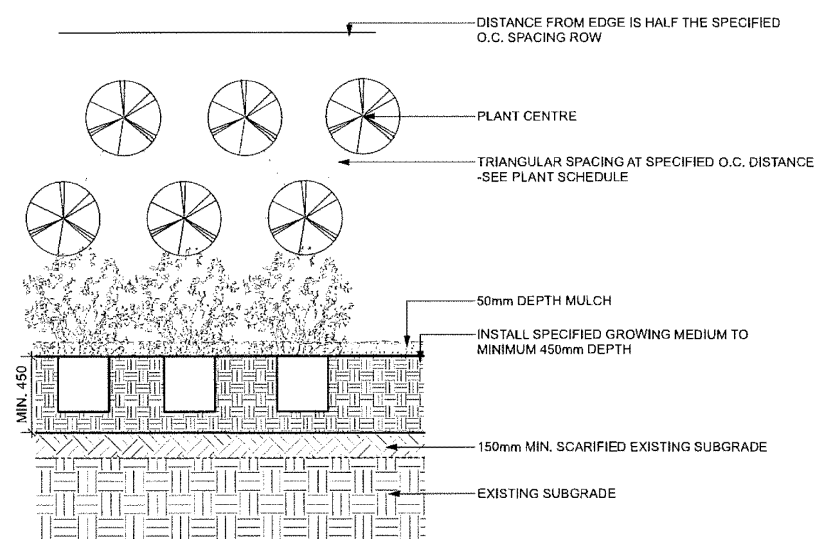 DISTANCE FROM EDGE IS HALF THE SPECIFIED
O.C. SPACING ROW
PLANT CENTRE
TRIANGULAR SPACING AT SPECIFIED O.C. DISTANCE
-SEE PLANT SCHEDULE
50mm DEPTH MULCH
INSTALL SPECIFIED GROWING MEDIUM TO
MINIMUM 450mm DEPTH
MIN. 450
150mm MIN. SCARIFIED EXISTING SUBGRADE
EXISTING SUBGRADE